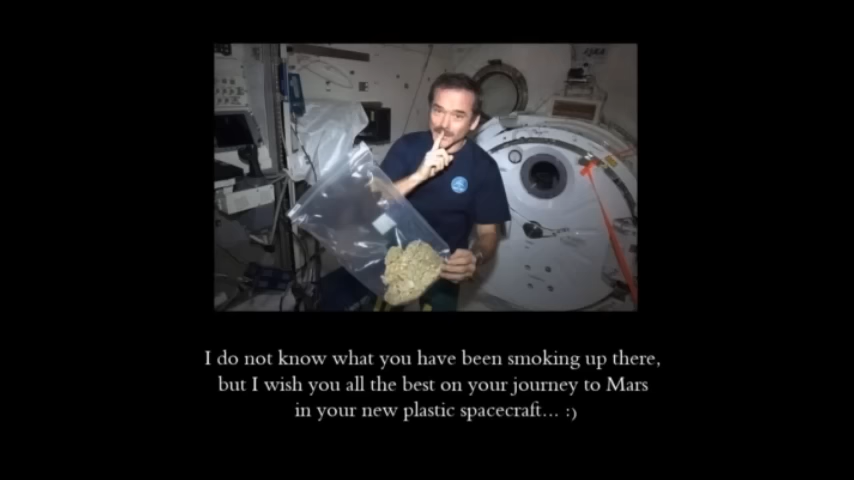 I do not know what you have been smoking up there,
but I wish you all the best on your journey to Mars
in your new plastic spacecraft... :)